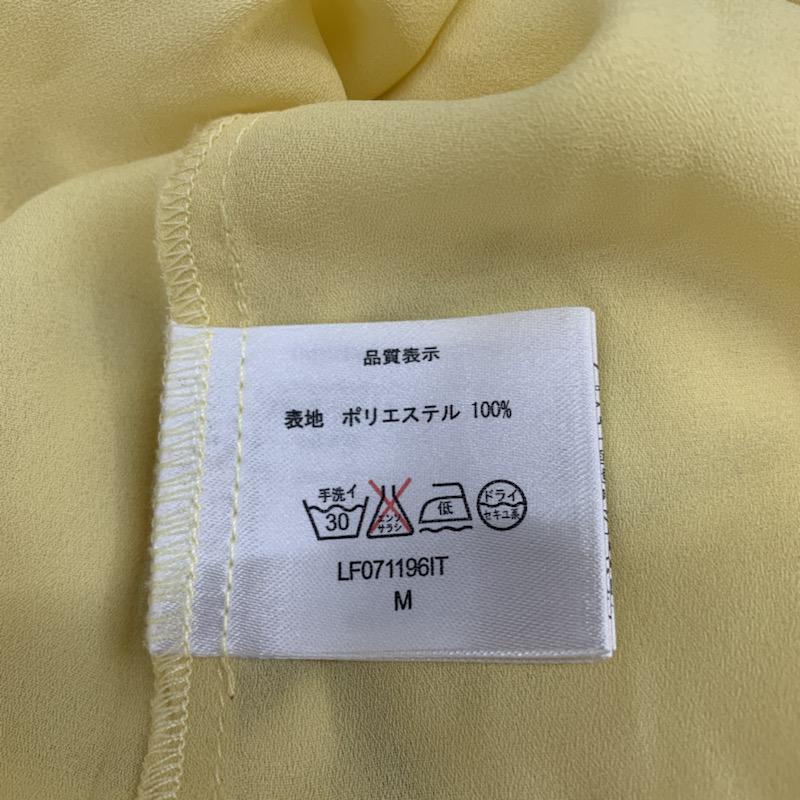 品質表示
表地 ポリエステル 100%
手洗イ 30 エンソ サラシ 低 ドライ セキユ系
LF071196IT
M